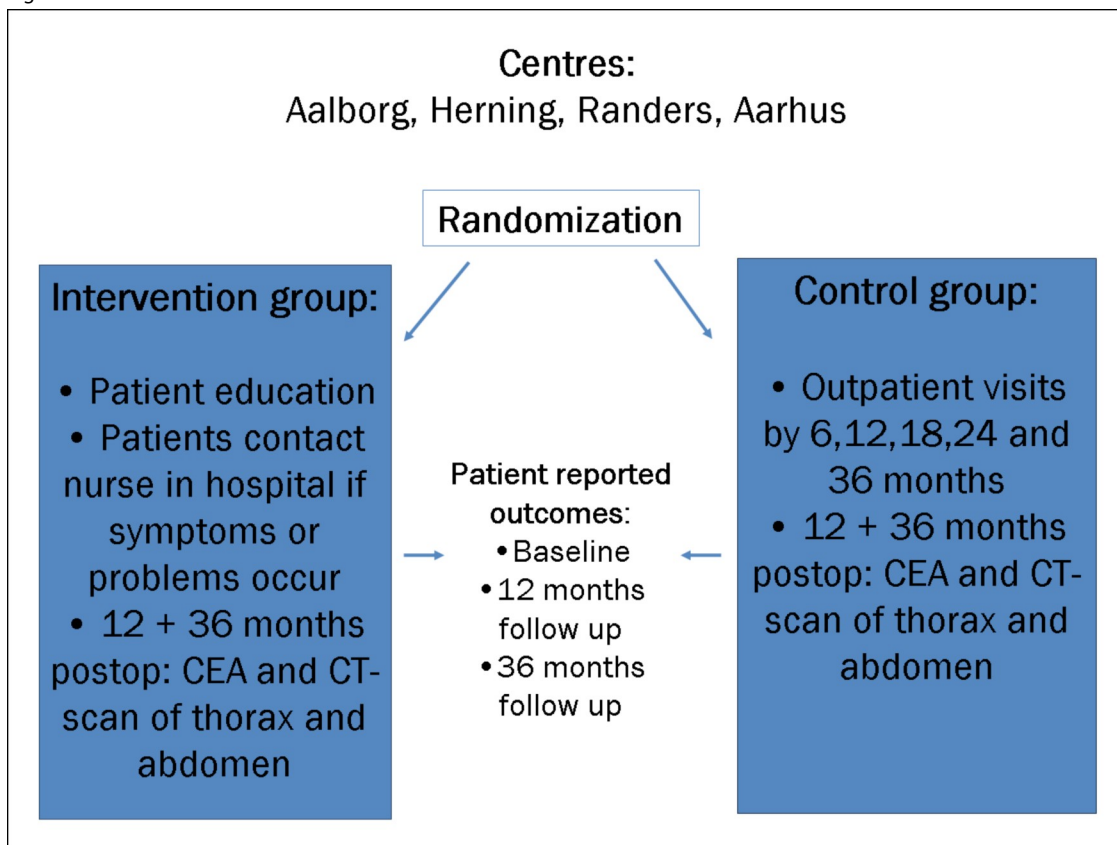 Centres:
Aalborg, Herning, Randers, Aarhus
Randomization
Intervention group:
• Patient education
• Patients contact
nurse in hospital if
symptoms or
problems occur
• 12 + 36 months
postop: CEA and CT-
scan of thorax and
abdomen
Patient reported
outcomes:
•Baseline
•12 months
follow up
•36 months
follow up
Control group:
• Outpatient visits
by 6,12,18,24 and
36 months
• 12 + 36 months
postop: CEA and CT-
scan of thorax and
abdomen